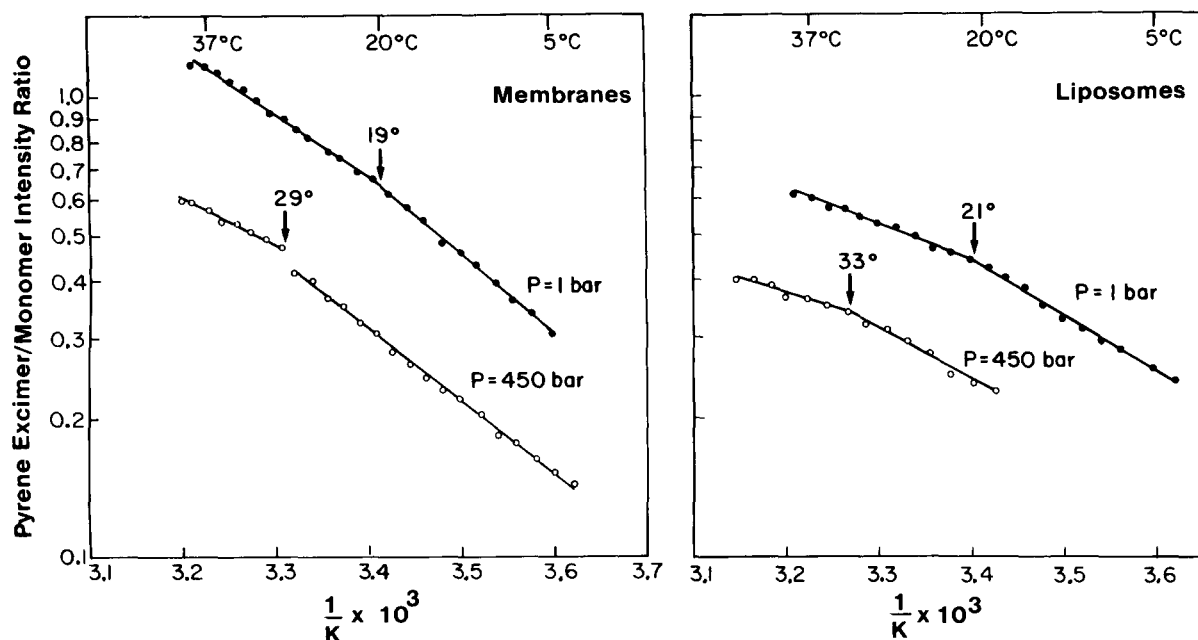 Pyrene Excimer/Monomer Intensity Ratio
37°C 20°C 5°C
Membranes
1.0
0.9
0.8
0.7
0.6
0.5
0.4
0.3
0.2
0.1
19°
29°
P = 1 bar
P = 450 bar
3.1 3.2 3.3 3.4 3.5 3.6 3.7
1/K x 10³
37°C 20°C 5°C
Liposomes
21°
33°
P = 1 bar
P = 450 bar
3.1 3.2 3.3 3.4 3.5 3.6
1/K x 10³